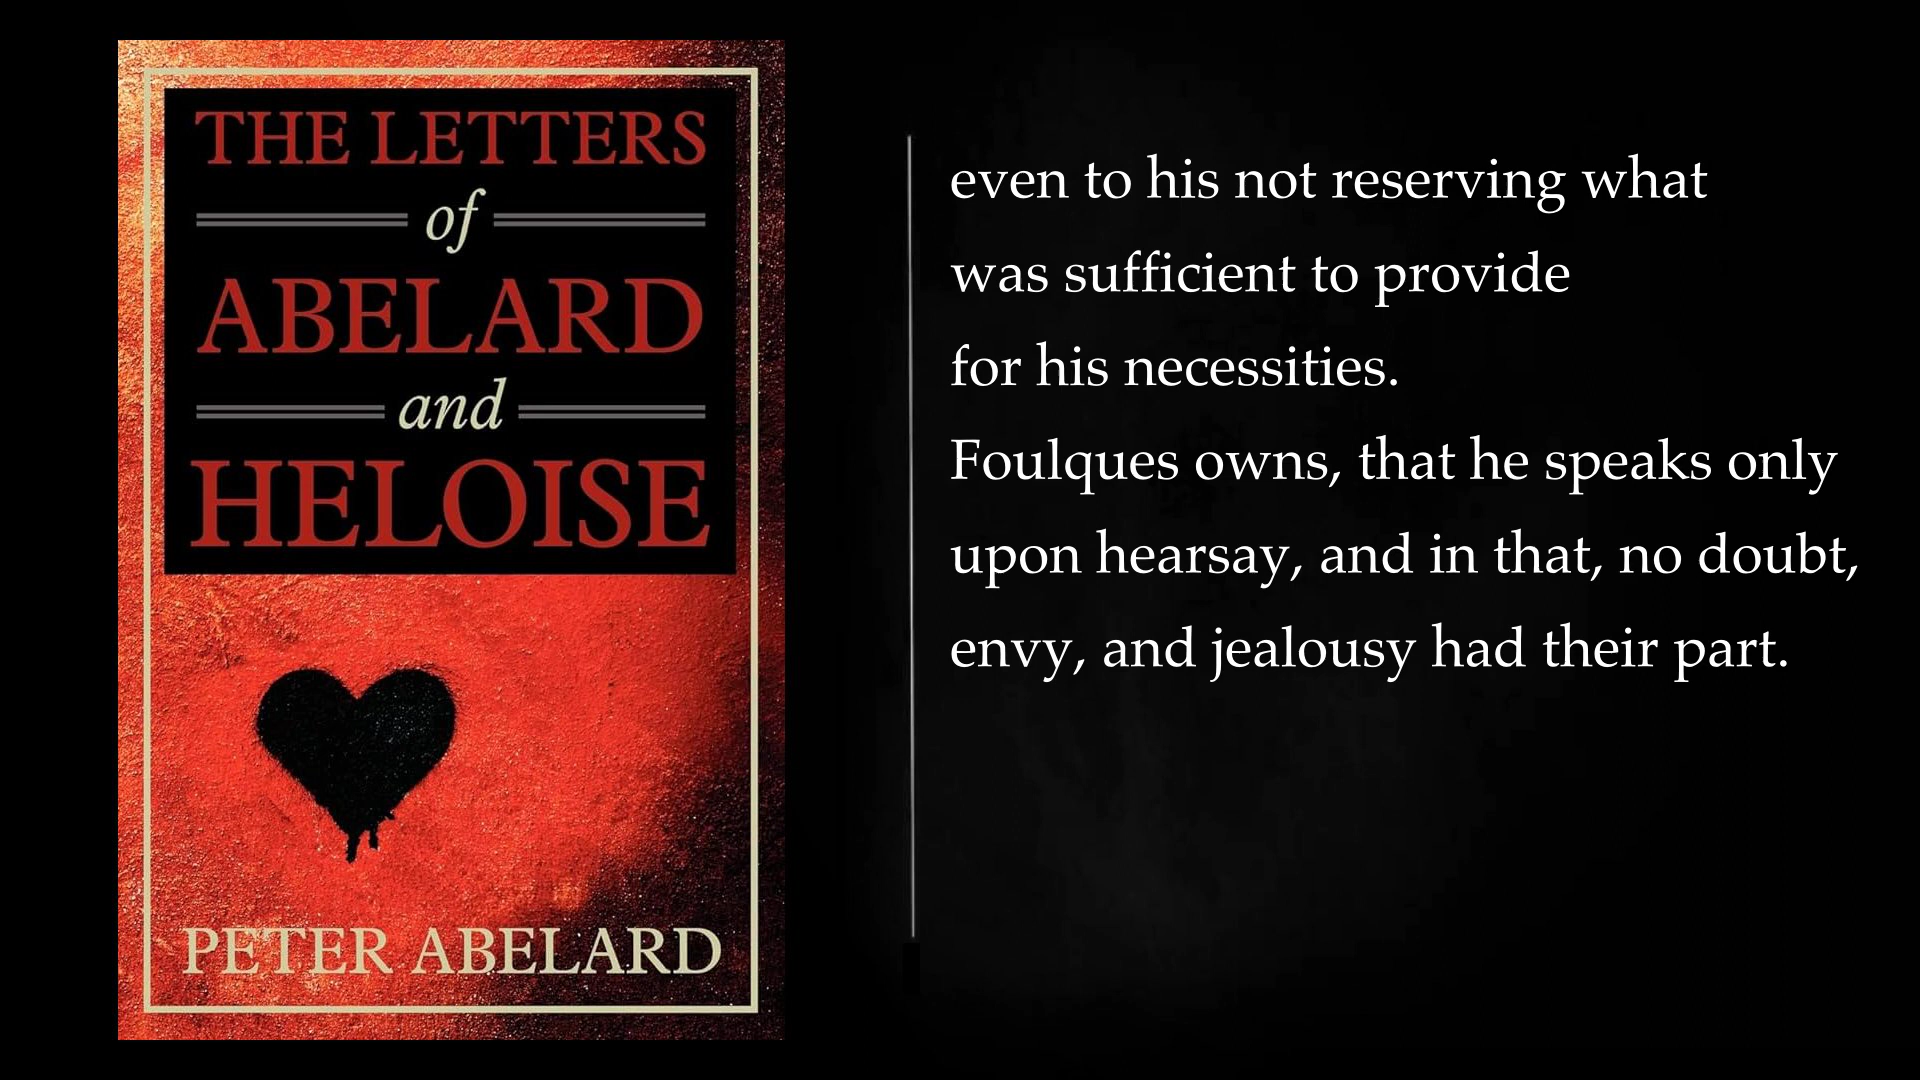 THE LETTERS
of
ABELARD
and
HELOISE
PETER ABELARD
even to his not reserving what
was sufficient to provide
for his necessities.
Foulques owns, that he speaks only
upon hearsay, and in that, no doubt,
envy, and jealousy had their part.